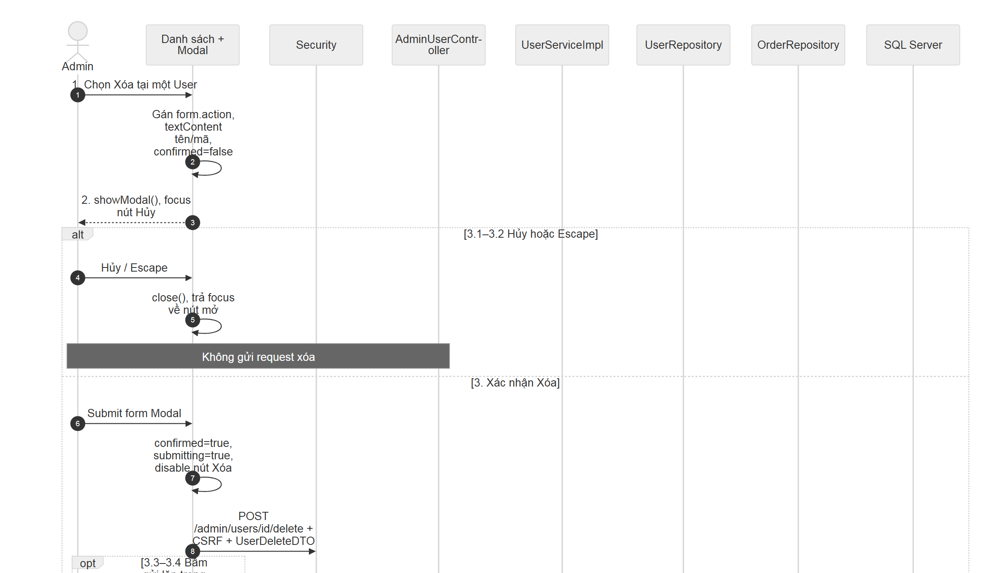 Admin
Danh sách +
Modal
Security
AdminUserContr-
oller
UserServiceImpl
UserRepository
OrderRepository
SQL Server
1. Chọn Xóa tại một User
1
Gán form.action,
textContent
tên/mã,
confirmed=false
2
2. showModal(), focus
nút Hủy
3
alt
[3.1–3.2 Hủy hoặc Escape]
Hủy / Escape
4
close(), trả focus
về nút mở
5
Không gửi request xóa
[3. Xác nhận Xóa]
Submit form Modal
6
confirmed=true,
submitting=true,
disable nút Xóa
7
POST
/admin/users/id/delete +
CSRF + UserDeleteDTO
8
opt
[3.3–3.4 Bấm